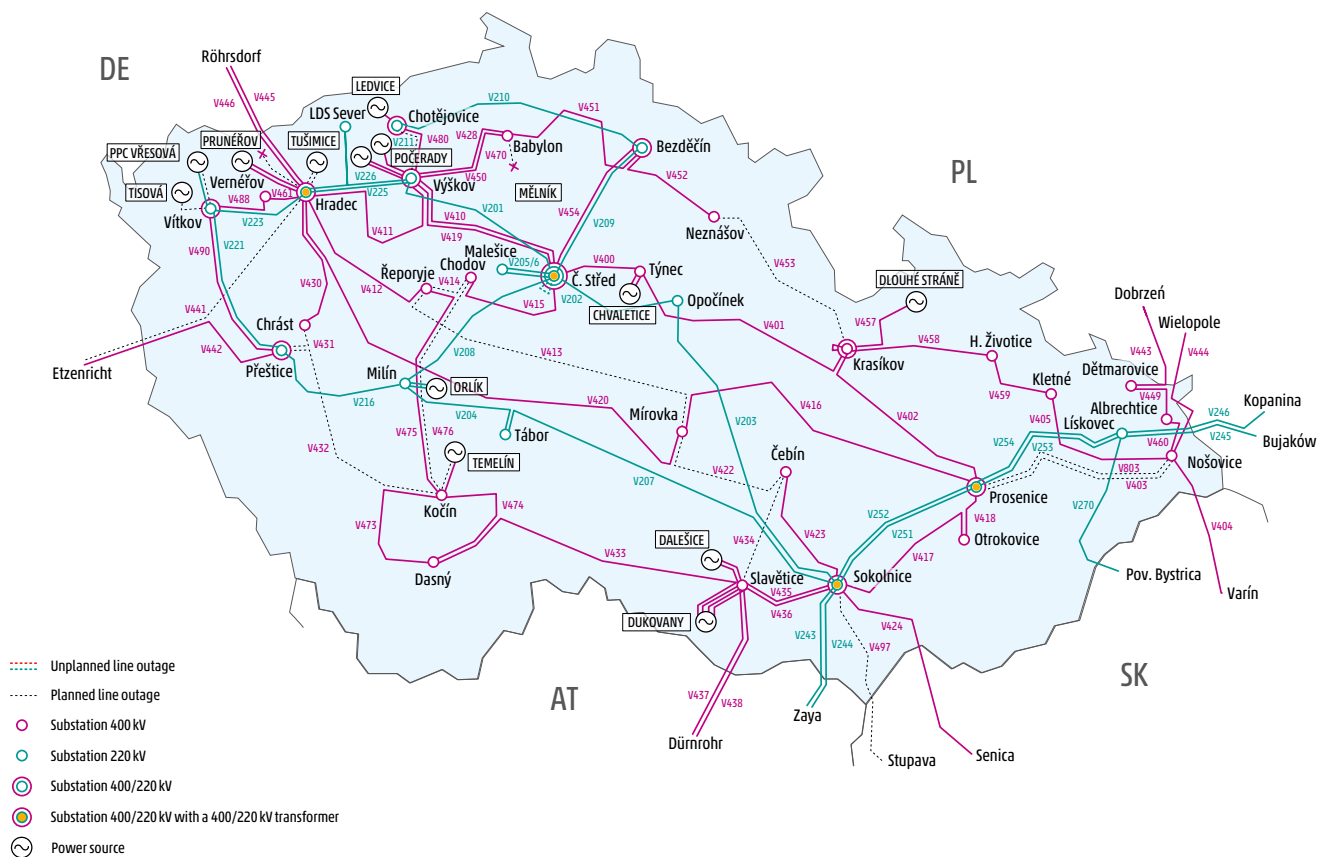 Röhrsdorf
DE
V446
V445
LEDVICE
LDS Sever
Chotějovice
V210
V451
PRUNÉŘOV
TUŠIMICE
V211
V480
V428
Babylon
Bezděčín
PPC VŘESOVÁ
POČERADY
V470
Vernéřov
V226
V450
V452
PL
TISOVÁ
V488
V461
V225
Výškov
MĚLNÍK
Vítkov
V223
Hradec
V201
V454
V209
Neznášov
V490
V221
V411
V410
V419
Malešice
V453
Chodov
V205/6
V400
Týnec
Řeporyje
V414
Č. Střed
DLOUHÉ STRÁNĚ
V430
V412
V415
V202
Opočínek
Dobrzeń
V441
CHVALETICE
V457
Wielopole
Chrást
V401
V458
H. Životice
V443
V444
V442
V431
V208
V413
Krasíkov
Dětmarovice
Etzenricht
Přeštice
Milín
ORLÍK
Kletné
V449
V459
Albrechtice
Kopanina
V216
V204
V420
V416
V402
V405
Lískovec
V246
V245
Bujaków
Mírovka
V203
V254
V253
V460
Tábor
V475
V476
Čebín
Nošovice
V432
TEMELÍN
V422
V803
V403
V207
Prosenice
Kočín
V252
V270
V474
V251
V418
V404
V473
V423
Otrokovice
V434
V433
DALEŠICE
V417
Dasný
Slavětice
Sokolnice
Pov. Bystrica
V435
V436
Varín
DUKOVANY
V424
V243
V244
V497
Unplanned line outage
SK
Planned line outage
AT
V437
V438
Substation 400 kV
Zaya
Dürnrohr
Substation 220 kV
Stupava
Senica
Substation 400/220 kV
Substation 400/220 kV with a 400/220 kV transformer
Power source